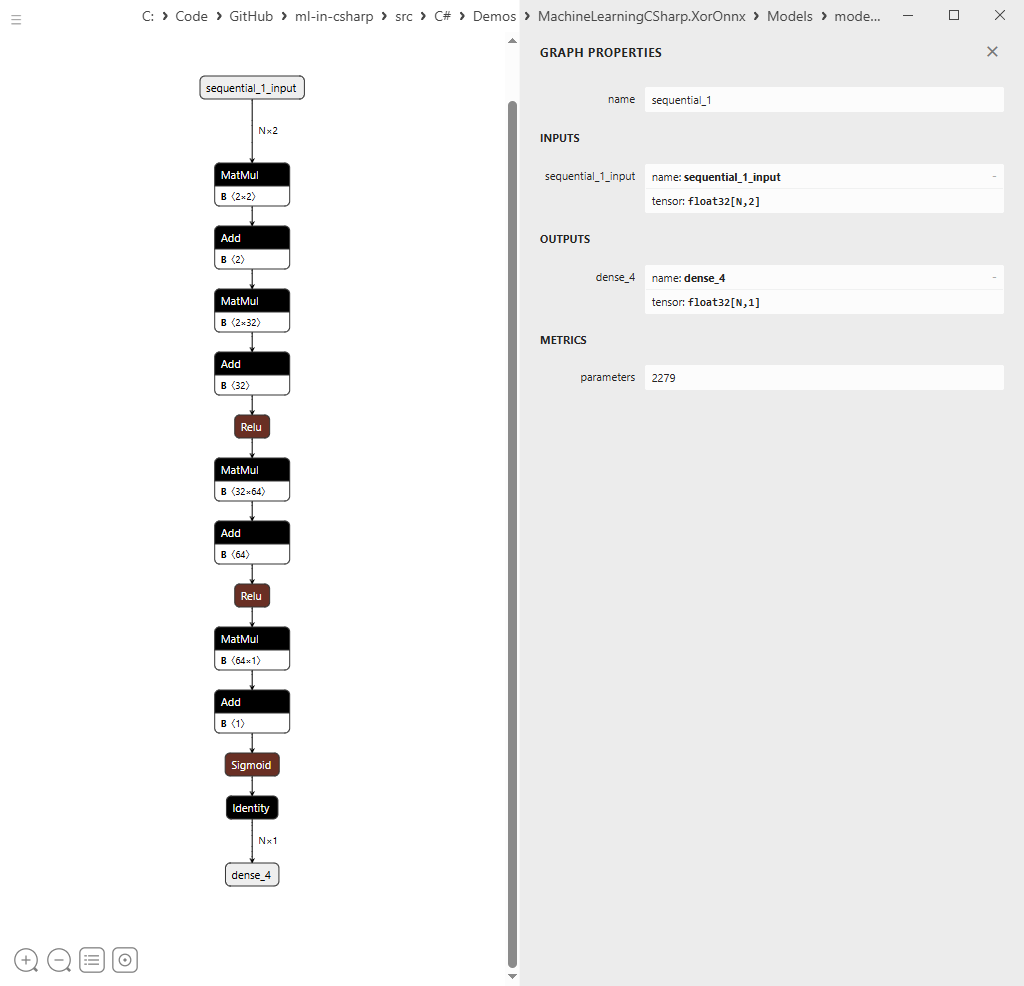 C: > Code > GitHub > ml-in-csharp > src > C# > Demos > MachineLearningCSharp.XorOnnx > Models > mode...
sequential_1_input
N×2
MatMul
B ⟨2×2⟩
Add
B ⟨2⟩
MatMul
B ⟨2×32⟩
Add
B ⟨32⟩
Relu
MatMul
B ⟨32×64⟩
Add
B ⟨64⟩
Relu
MatMul
B ⟨64×1⟩
Add
B ⟨1⟩
Sigmoid
Identity
N×1
dense_4
GRAPH PROPERTIES
name sequential_1
INPUTS
sequential_1_input name: sequential_1_input -
tensor: float32[N,2]
OUTPUTS
dense_4 name: dense_4 -
tensor: float32[N,1]
METRICS
parameters 2279